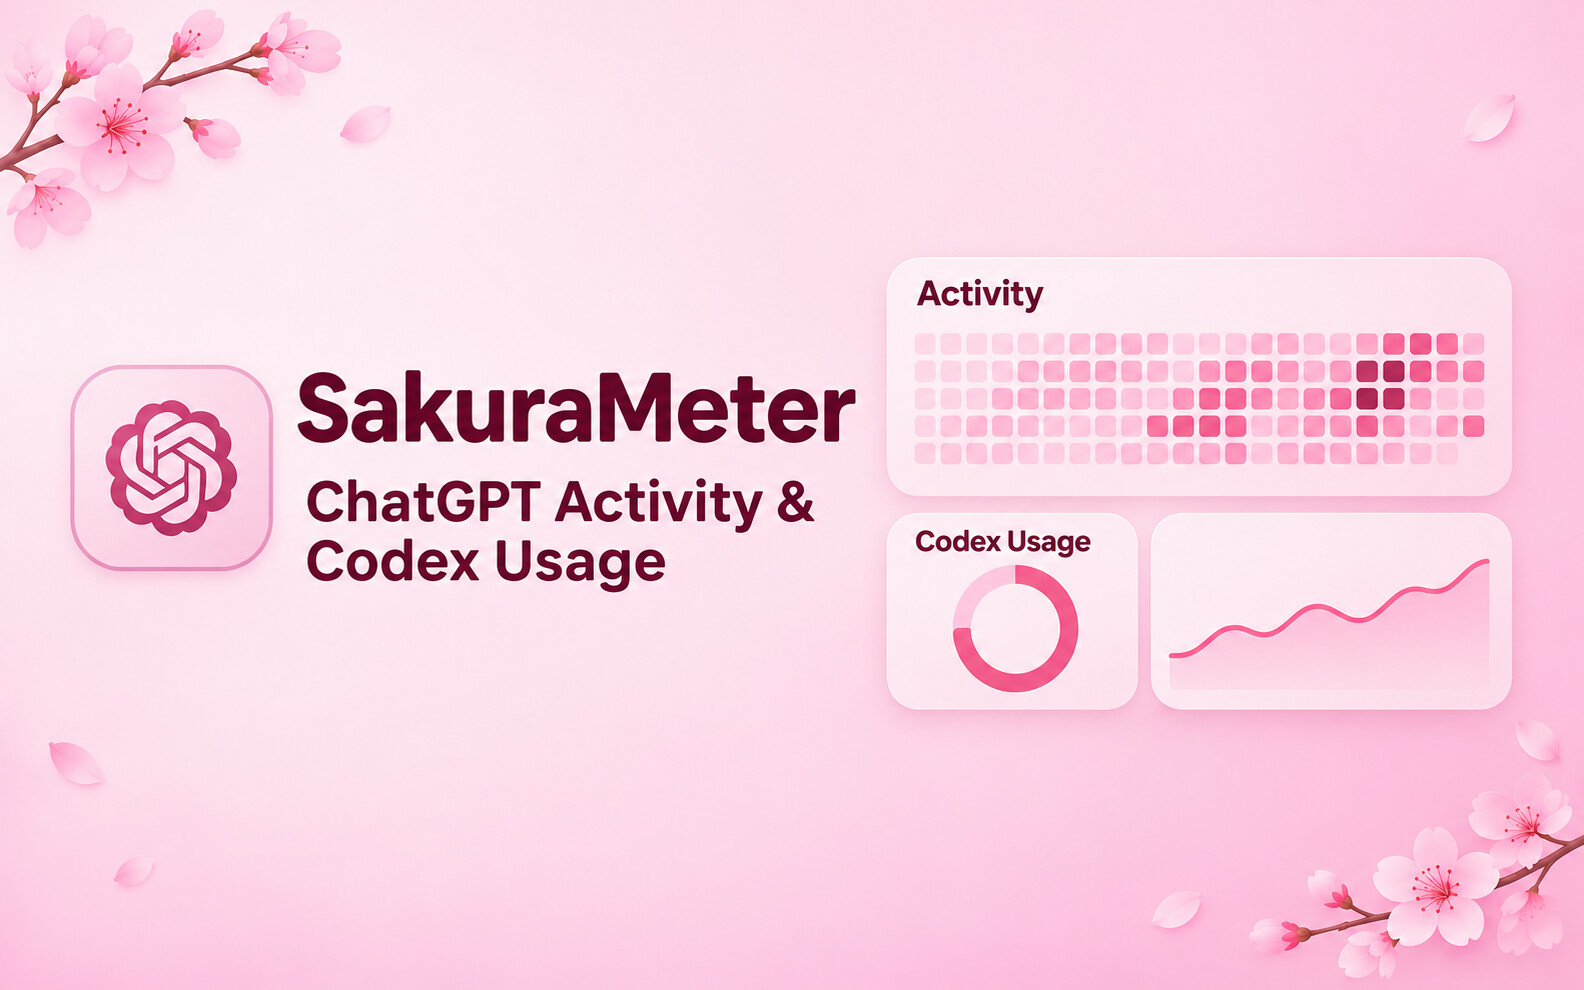 SakuraMeter
ChatGPT Activity &
Codex Usage
Activity
Codex Usage